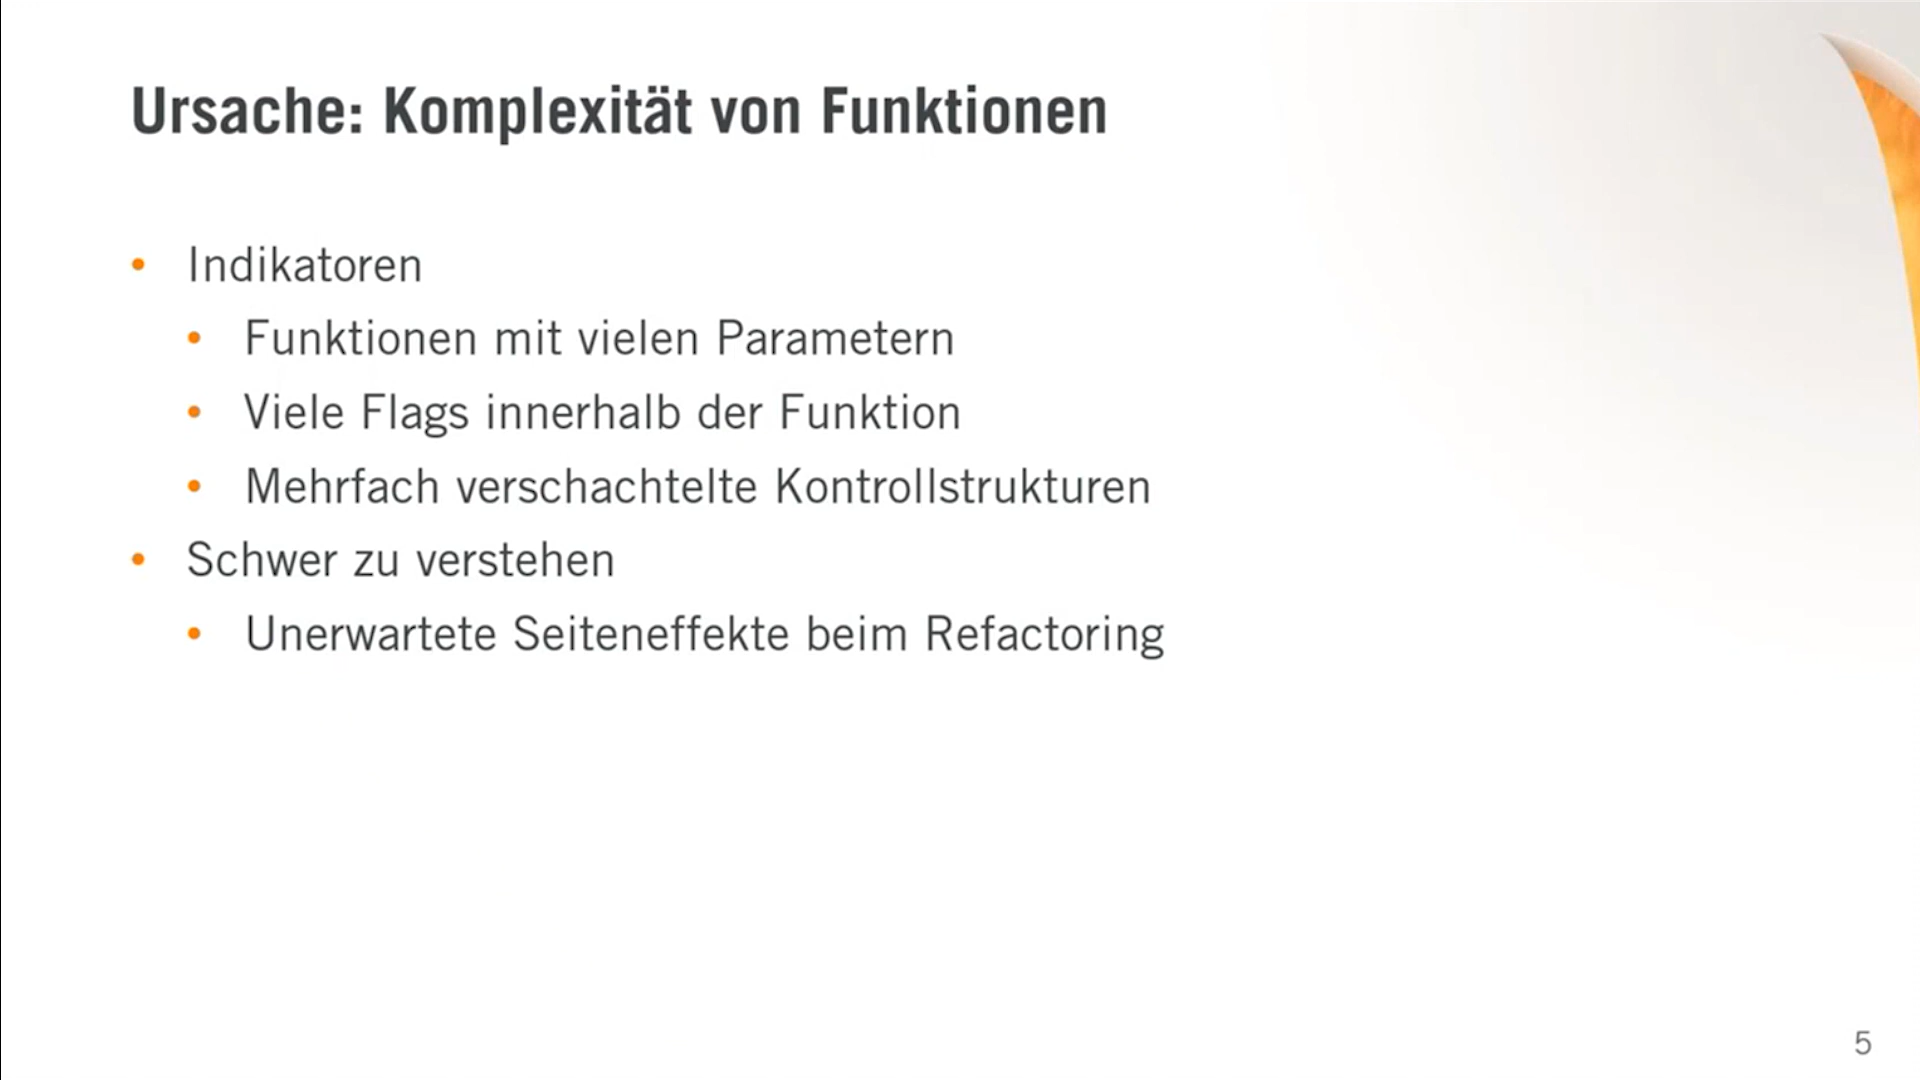 Ursache: Komplexität von Funktionen
• Indikatoren
• Funktionen mit vielen Parametern
• Viele Flags innerhalb der Funktion
• Mehrfach verschachtelte Kontrollstrukturen
• Schwer zu verstehen
• Unerwartete Seiteneffekte beim Refactoring
5